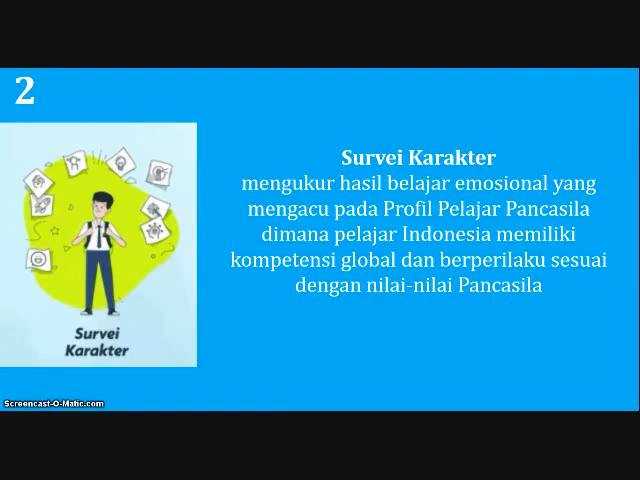 2
Survei Karakter
mengukur hasil belajar emosional yang
mengacu pada Profil Pelajar Pancasila
dimana pelajar Indonesia memiliki
kompetensi global dan berperilaku sesuai
dengan nilai-nilai Pancasila
Survei
Karakter
Screencast-O-Matic.com